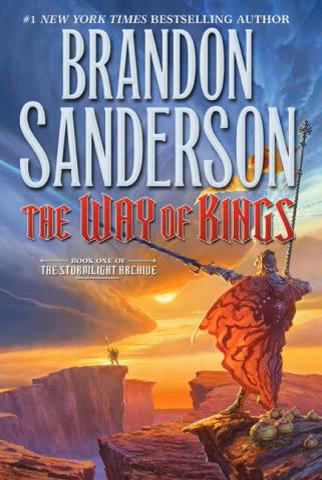 #1 NEW YORK TIMES BESTSELLING AUTHOR
BRANDON
SANDERSON
THE WAY OF KINGS
BOOK ONE OF
THE STORMLIGHT ARCHIVE